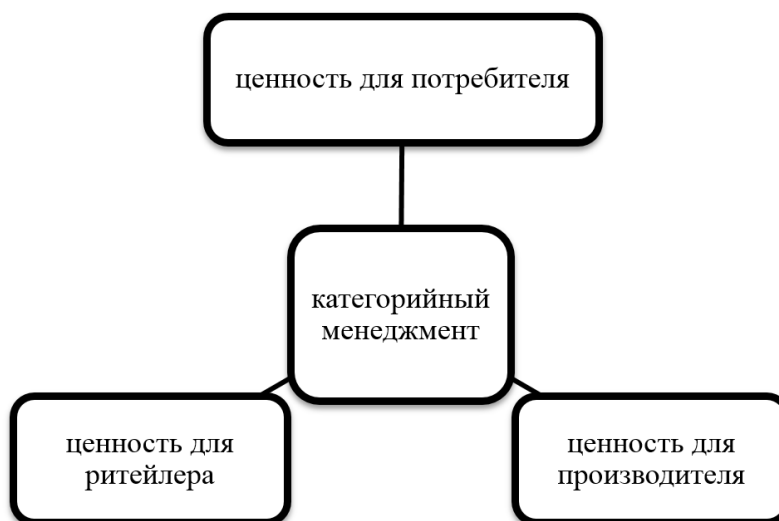 ценность для потребителя
категорийный
менеджмент
ценность для
ритейлера
ценность для
производителя